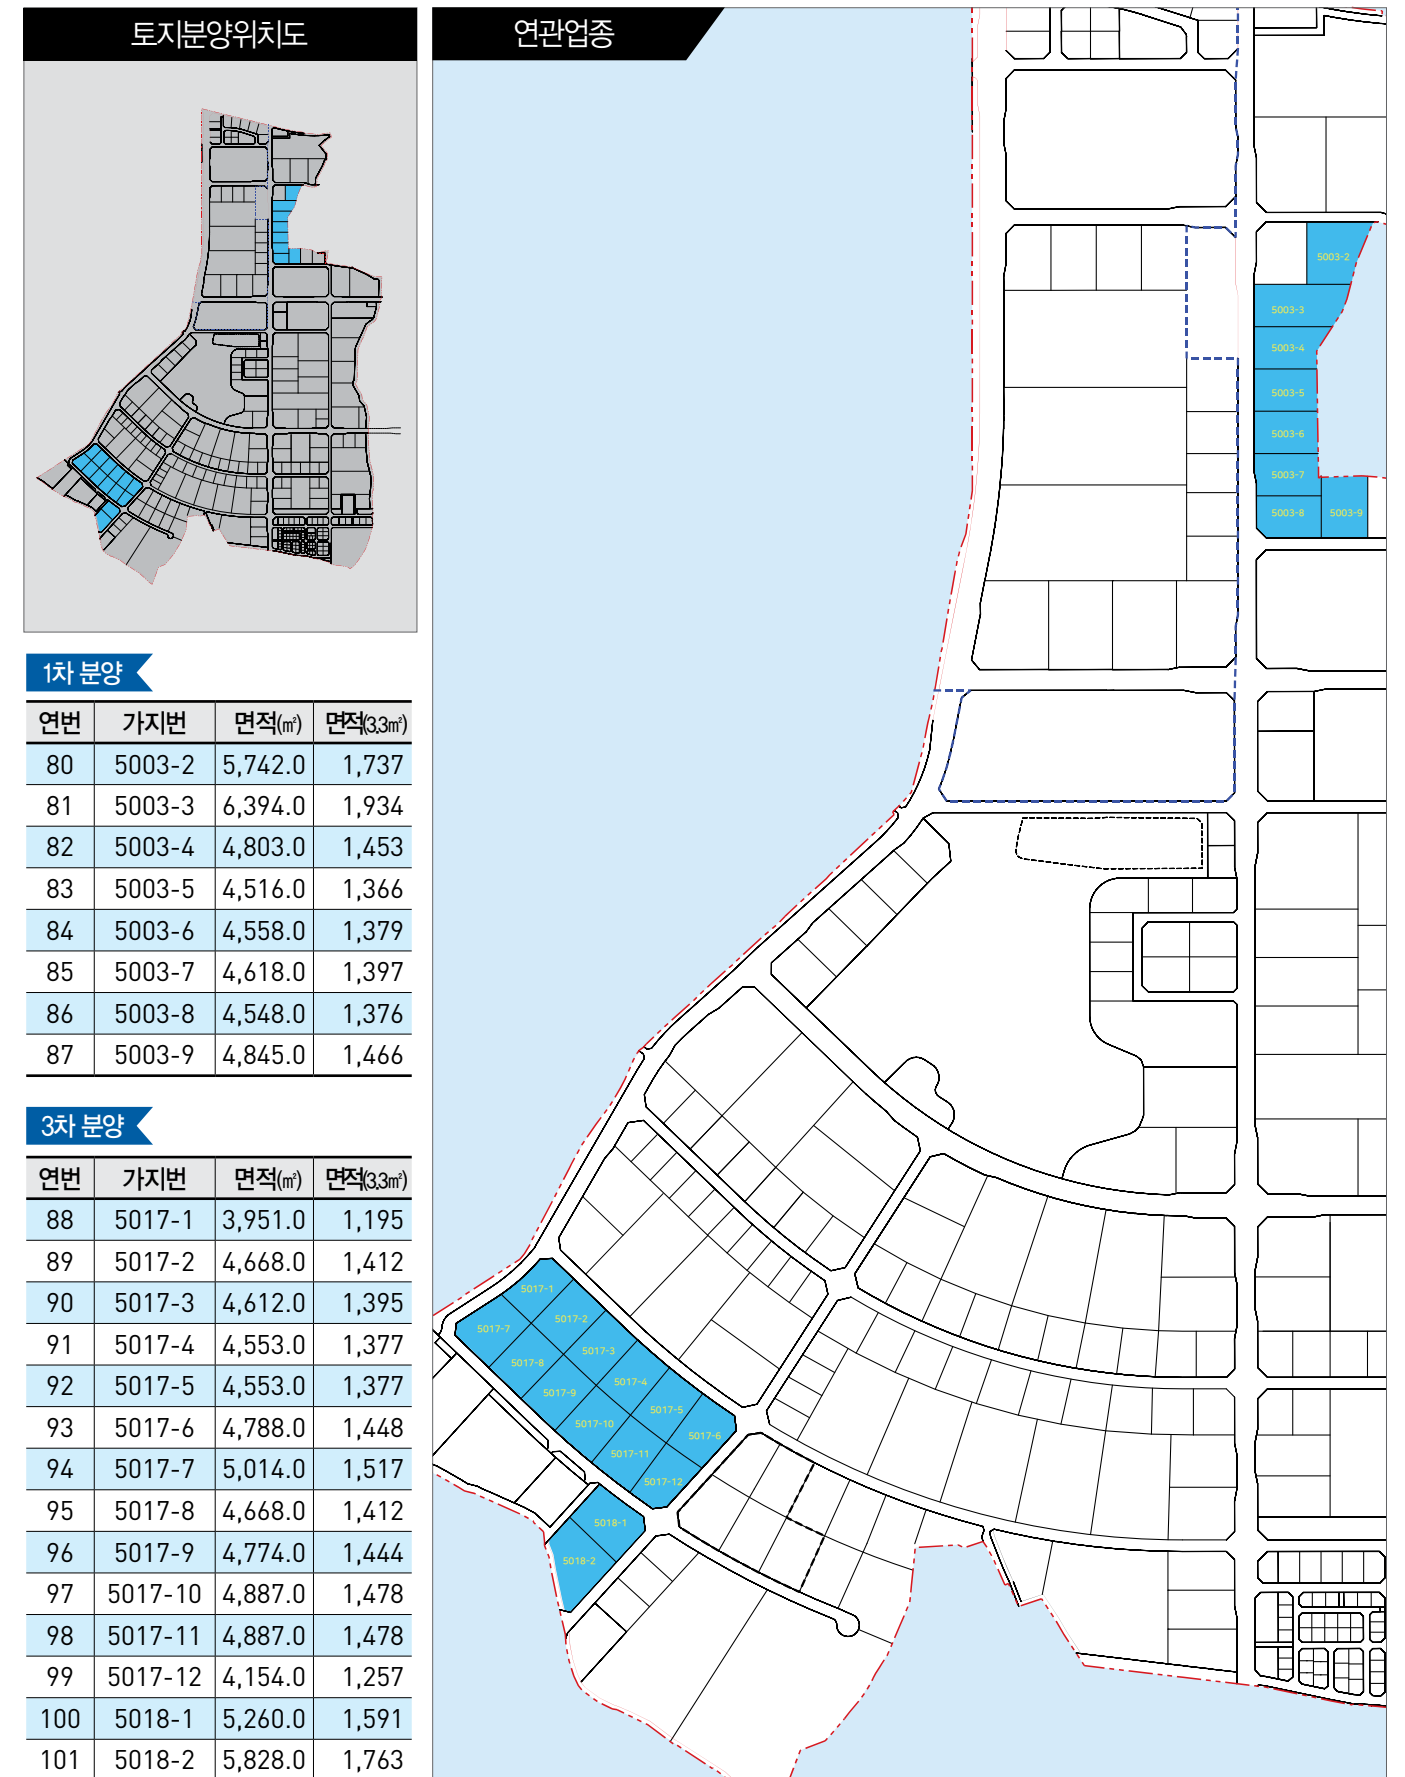 토지분양위치도
연관업종
1차 분양
연번 가지번 면적(㎡) 면적(3.3㎡)
80 5003-2 5,742.0 1,737
81 5003-3 6,394.0 1,934
82 5003-4 4,803.0 1,453
83 5003-5 4,516.0 1,366
84 5003-6 4,558.0 1,379
85 5003-7 4,618.0 1,397
86 5003-8 4,548.0 1,376
87 5003-9 4,845.0 1,466
3차 분양
연번 가지번 면적(㎡) 면적(3.3㎡)
88 5017-1 3,951.0 1,195
89 5017-2 4,668.0 1,412
90 5017-3 4,612.0 1,395
91 5017-4 4,553.0 1,377
92 5017-5 4,553.0 1,377
93 5017-6 4,788.0 1,448
94 5017-7 5,014.0 1,517
95 5017-8 4,668.0 1,412
96 5017-9 4,774.0 1,444
97 5017-10 4,887.0 1,478
98 5017-11 4,887.0 1,478
99 5017-12 4,154.0 1,257
100 5018-1 5,260.0 1,591
101 5018-2 5,828.0 1,763
5003-2
5003-3
5003-4
5003-5
5003-6
5003-7
5003-8 5003-9
5017-1
5017-2
5017-7
5017-3
5017-8
5017-4
5017-9
5017-5
5017-10
5017-6
5017-11
5017-12
5018-1
5018-2